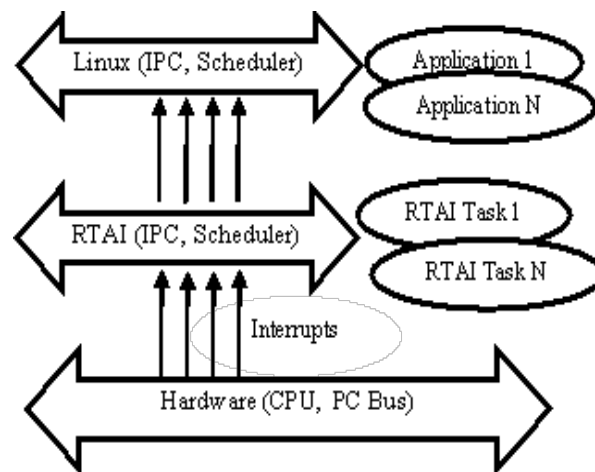 Linux (IPC, Scheduler)
Application 1
Application N
RTAI (IPC, Scheduler)
RTAI Task 1
RTAI Task N
Interrupts
Hardware (CPU, PC Bus)